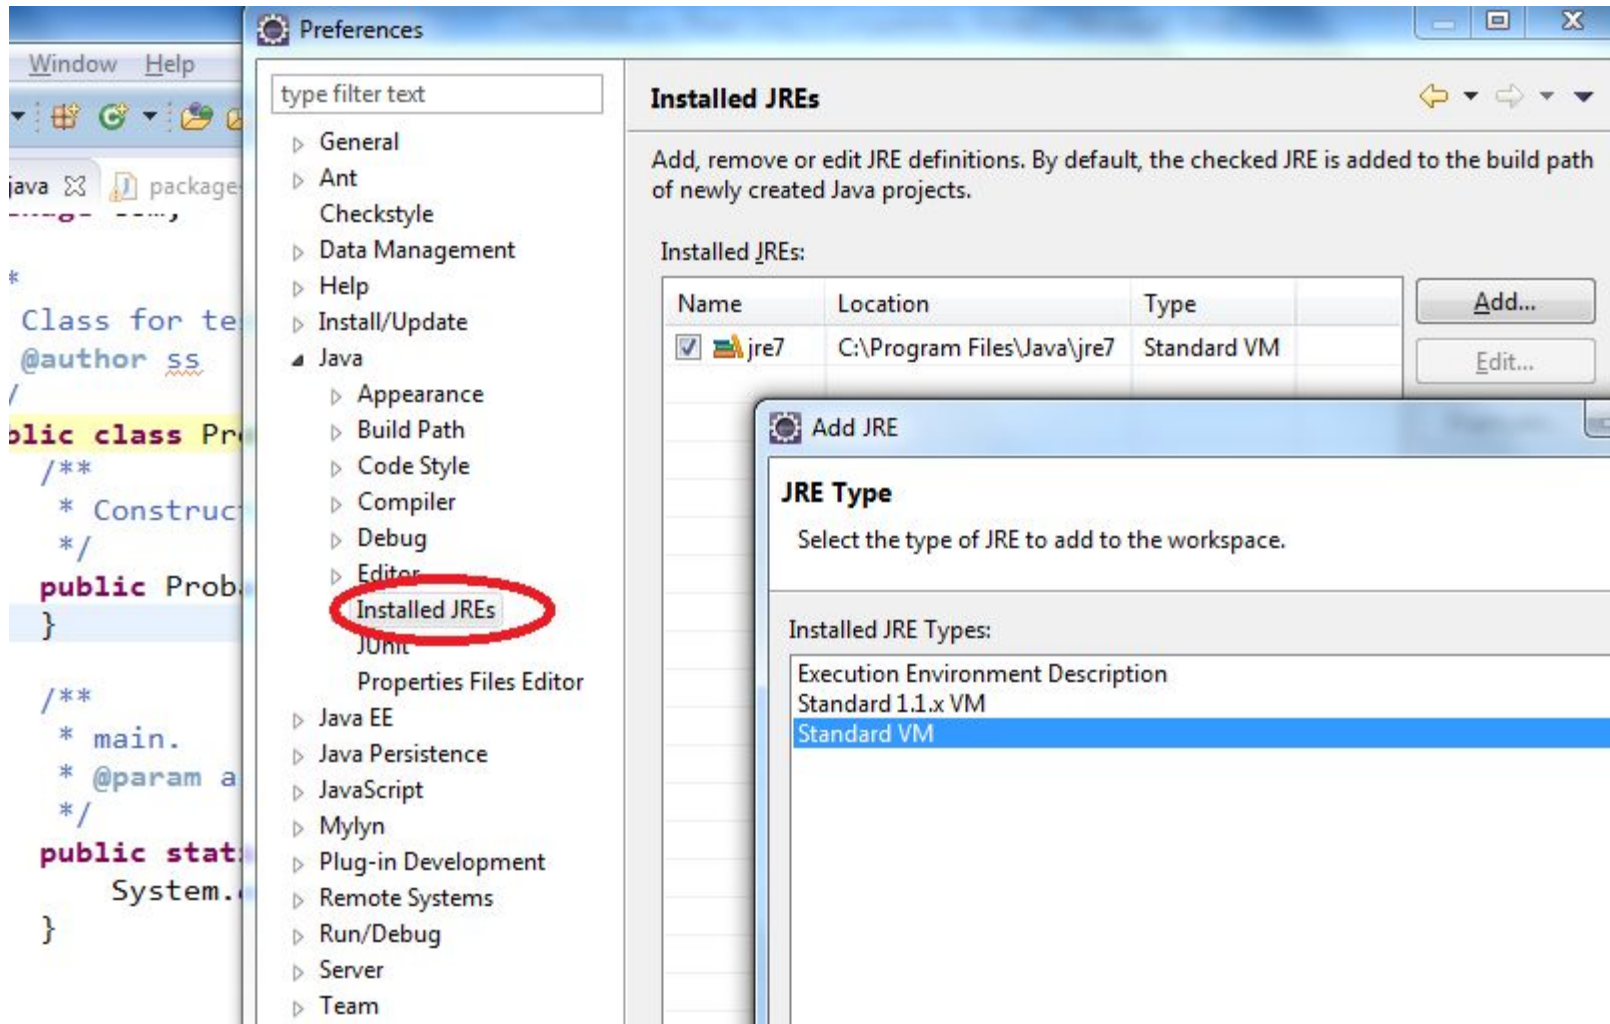 Preferences
Window Help
java
package
type filter text
General
Ant
Checkstyle
Data Management
Help
Install/Update
Java
Appearance
Build Path
Code Style
Compiler
Debug
Editor
Installed JREs
JUnit
Properties Files Editor
Java EE
Java Persistence
JavaScript
Mylyn
Plug-in Development
Remote Systems
Run/Debug
Server
Team
*
Class for te
@author ss
/
blic class Pr
/**
* Construc
*/
public Proba
}
/**
* main.
* @param a
*/
public stati
System.
}
Installed JREs
Add, remove or edit JRE definitions. By default, the checked JRE is added to the build path
of newly created Java projects.
Installed JREs:
Name Location Type
jre7 C:\Program Files\Java\jre7 Standard VM
Add...
Edit...
Add JRE
JRE Type
Select the type of JRE to add to the workspace.
Installed JRE Types:
Execution Environment Description
Standard 1.1.x VM
Standard VM